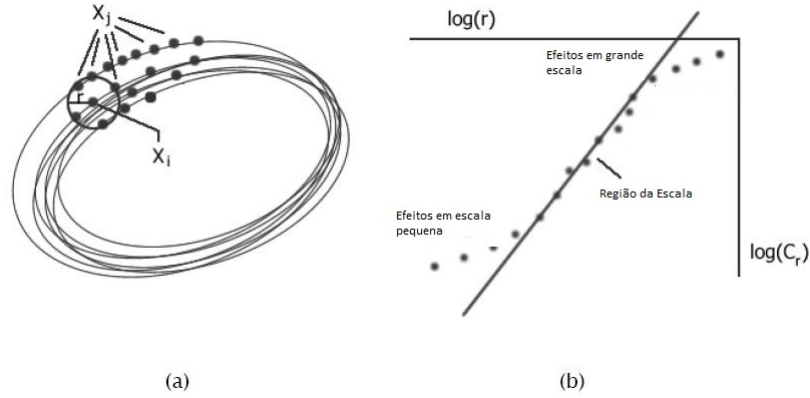 X_j
r
X_i
(a)
log(r)
Efeitos em grande
escala
Região da Escala
Efeitos em escala
pequena
log(C_r)
(b)